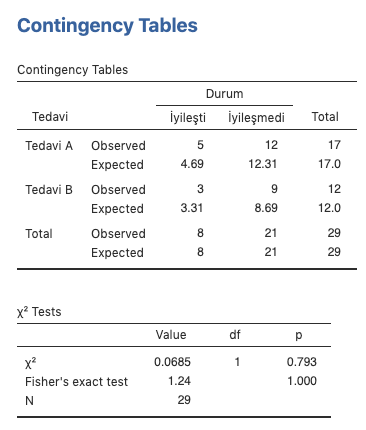 Contingency Tables
Contingency Tables
Durum
Tedavi İyileşti İyileşmedi Total
Tedavi A Observed 5 12 17
Expected 4.69 12.31 17.0
Tedavi B Observed 3 9 12
Expected 3.31 8.69 12.0
Total Observed 8 21 29
Expected 8 21 29
χ² Tests
Value df p
χ² 0.0685 1 0.793
Fisher's exact test 1.24 1.000
N 29